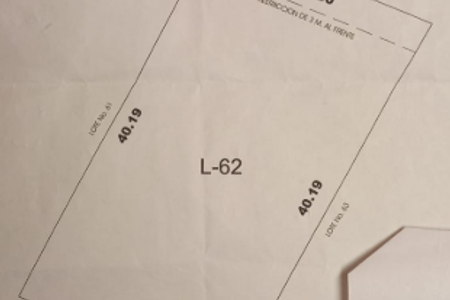 RESTRICCION DE 3 M. AL FRENTE
LOTE No. 61
40.19
L-62
40.19
LOTE No. 63